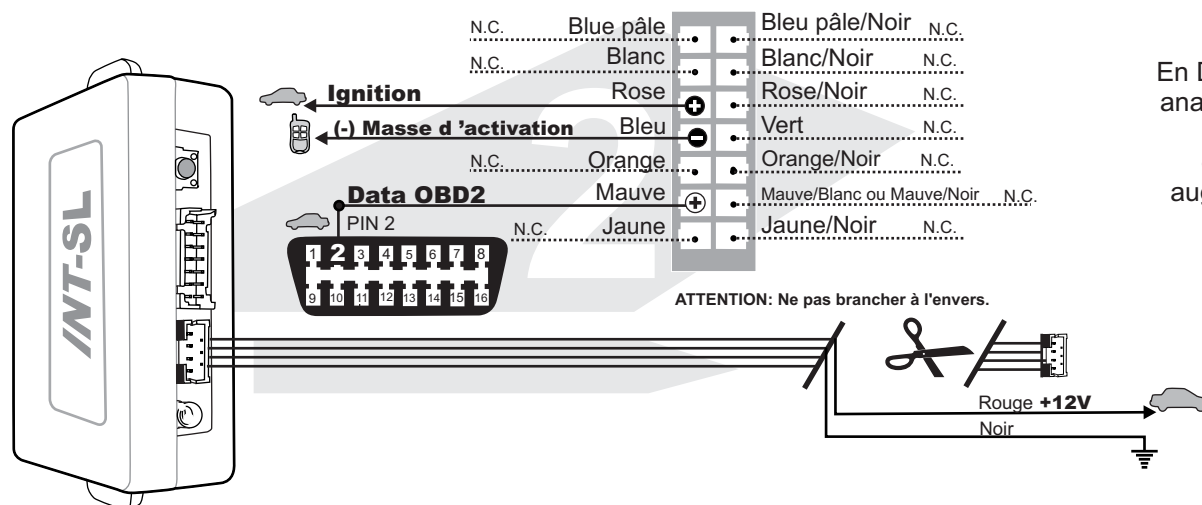 N.C. Blue pâle Bleu pâle/Noir N.C.
N.C. Blanc Blanc/Noir N.C.
Ignition Rose Rose/Noir N.C.
(-) Masse d 'activation Bleu Vert N.C.
N.C. Orange Orange/Noir N.C.
Data OBD2 Mauve Mauve/Blanc ou Mauve/Noir N.C.
PIN 2 N.C. Jaune Jaune/Noir N.C.
1 2 3 4 5 6 7 8
9 10 11 12 13 14 15 16
ATTENTION: Ne pas brancher à l'envers.
INT-SL
2
Rouge +12V
Noir
En
ana